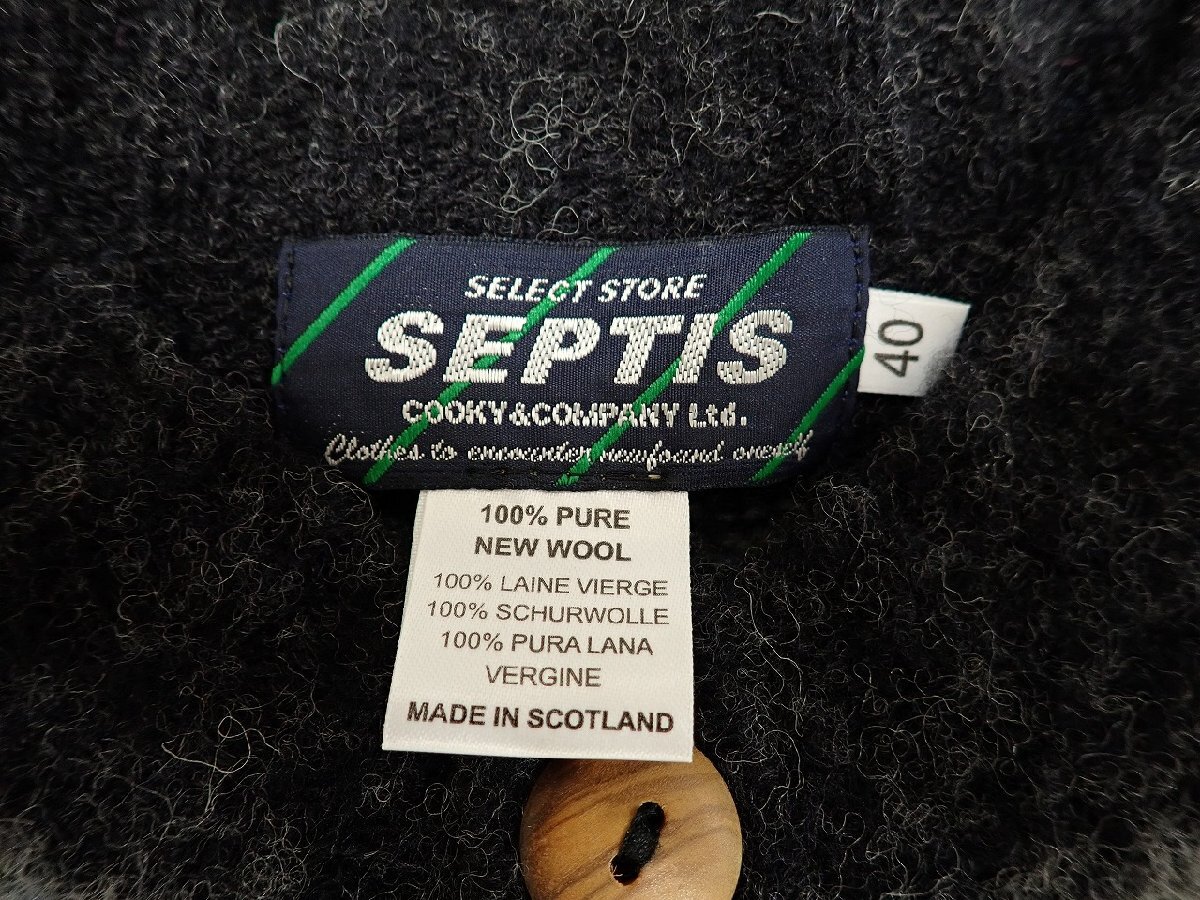 SELECT STORE
SEPTIS
COOKY&COMPANY Ltd.
Clothes to encounter newfound oneself
40
100% PURE
NEW WOOL
100% LAINE VIERGE
100% SCHURWOLLE
100% PURA LANA
VERGINE
MADE IN SCOTLAND